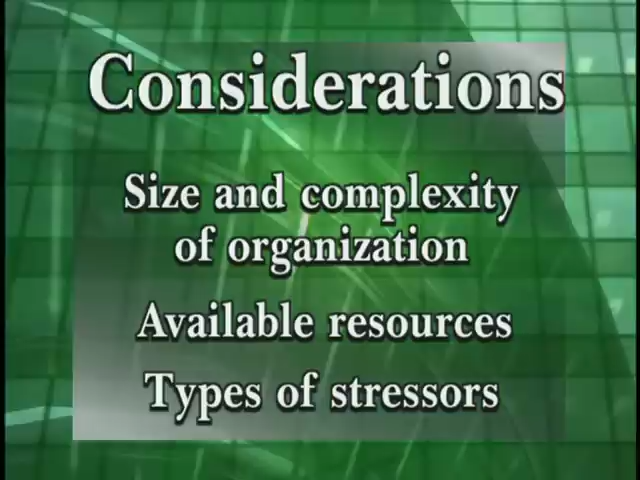 Considerations
Size and complexity
of organization
Available resources
Types of stressors